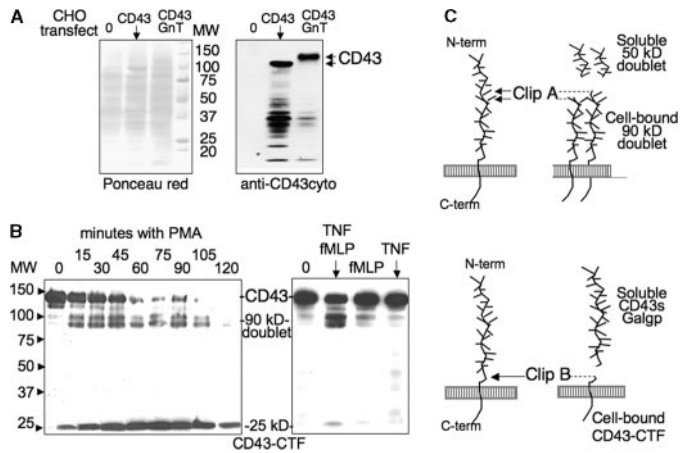 A
CHO transfect 0 CD43 CD43 GnT MW 0 CD43 CD43 GnT
150
100
75
50
37
25
20
CD43
Ponceau red
anti-CD43cyto
B
minutes with PMA
15 45 75 105
MW 0 30 60 90 120
150
100
75
50
37
25
CD43
90 kD-doublet
-25 kD-
CD43-CTF
TNF
0 fMLP fMLP TNF
C
N-term
Clip A
C-term
Soluble
50 kD
doublet
Cell-bound
90 kD
doublet
N-term
Clip B
C-term
Soluble
CD43s
Galgp
Cell-bound
CD43-CTF